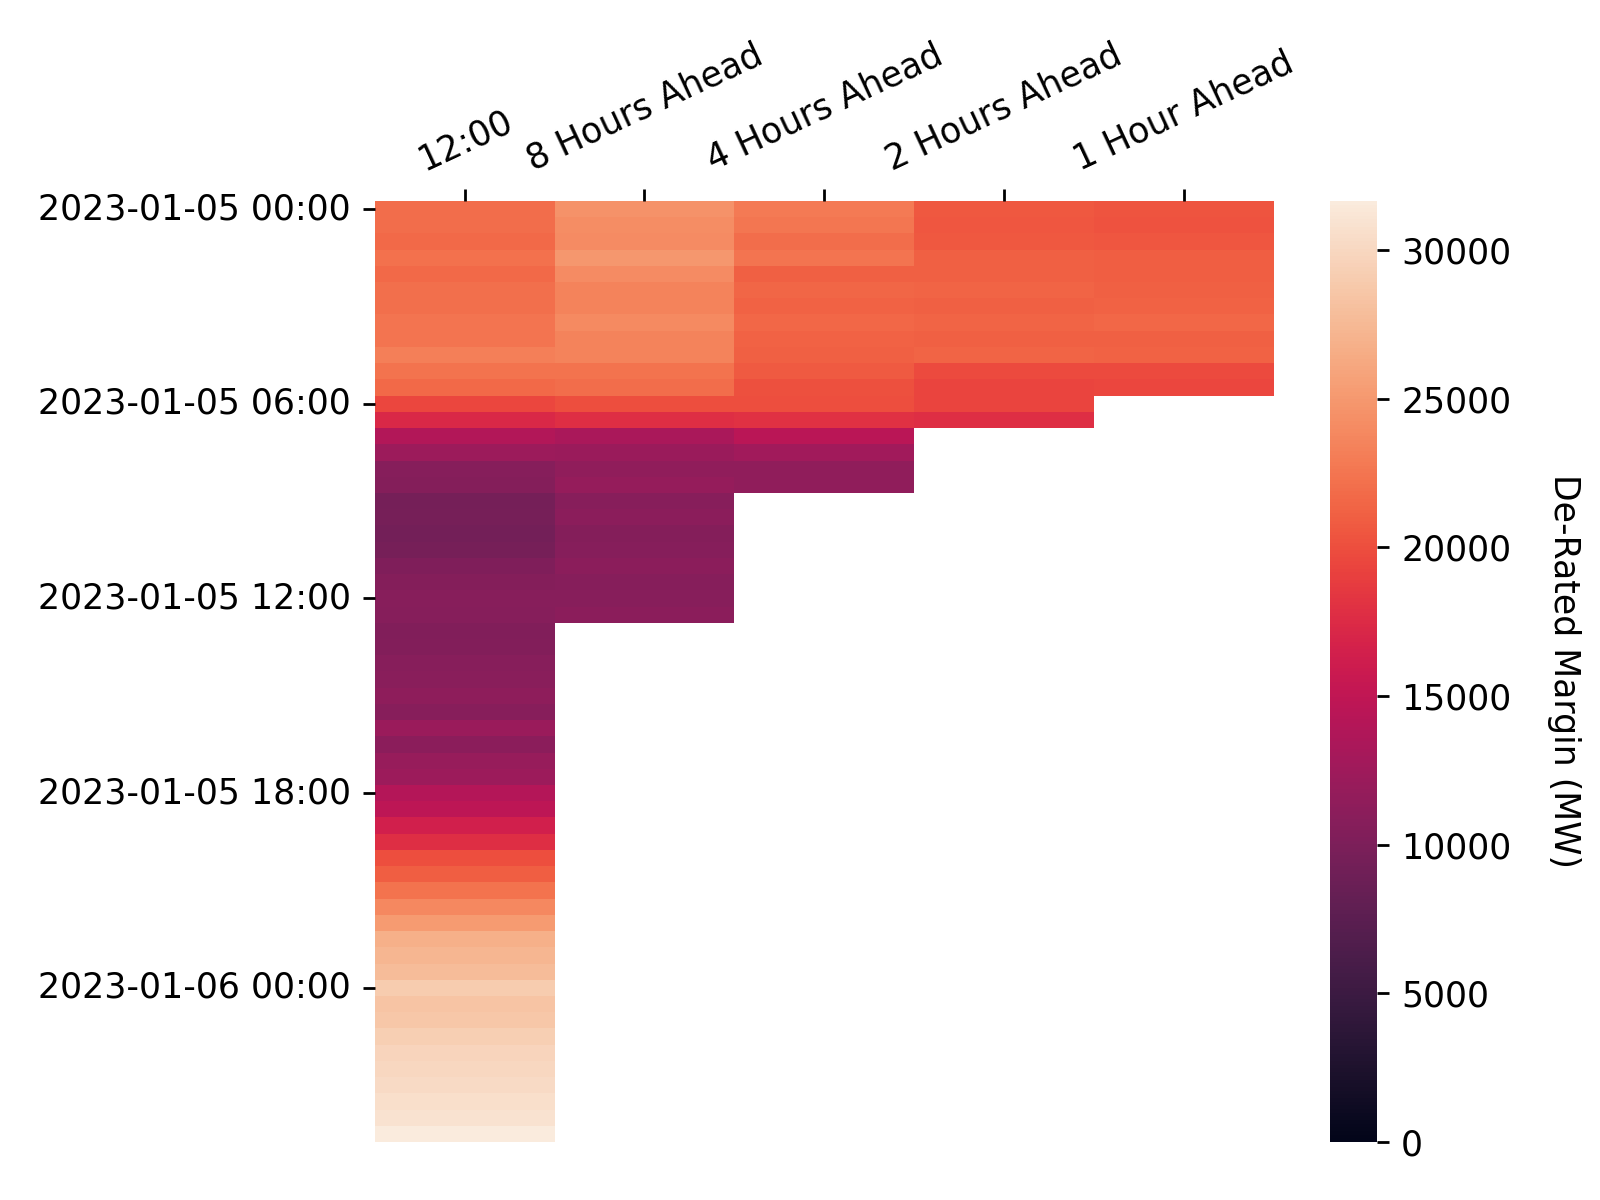 12:00
8 Hours Ahead
4 Hours Ahead
2 Hours Ahead
1 Hour Ahead
2023-01-05 00:00
2023-01-05 06:00
2023-01-05 12:00
2023-01-05 18:00
2023-01-06 00:00
30000
25000
20000
15000
10000
5000
0
De-Rated Margin (MW)